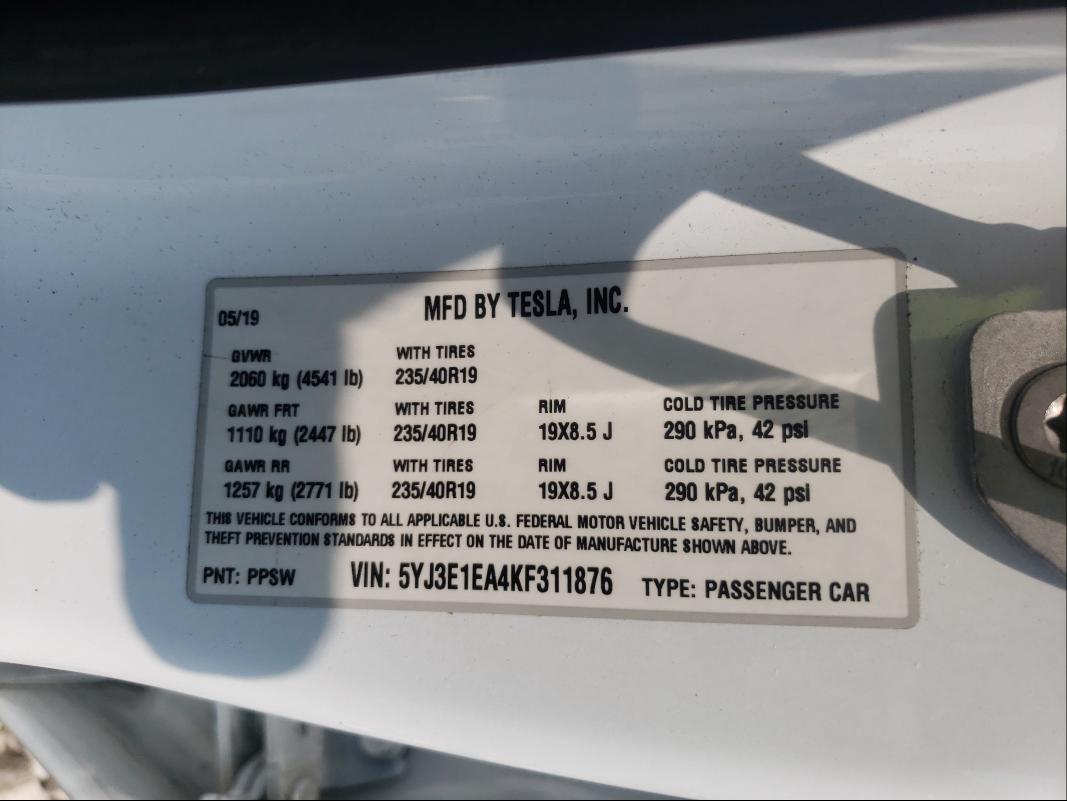 MFD BY TESLA, INC.
05/19
GVWR WITH TIRES
2060 kg (4541 lb) 235/40R19
GAWR FRT WITH TIRES RIM COLD TIRE PRESSURE
1110 kg (2447 lb) 235/40R19 19X8.5 J 290 kPa, 42 psi
GAWR RR WITH TIRES RIM COLD TIRE PRESSURE
1257 kg (2771 lb) 235/40R19 19X8.5 J 290 kPa, 42 psi
THIS VEHICLE CONFORMS TO ALL APPLICABLE U.S. FEDERAL MOTOR VEHICLE SAFETY, BUMPER, AND
THEFT PREVENTION STANDARDS IN EFFECT ON THE DATE OF MANUFACTURE SHOWN ABOVE.
PNT: PPSW VIN: 5YJ3E1EA4KF311876 TYPE: PASSENGER CAR